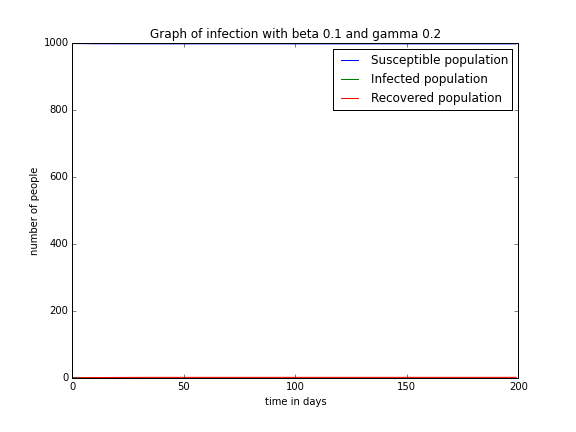 Graph of infection with beta 0.1 and gamma 0.2
1000
800
600
400
200
0
number of people
Susceptible population
Infected population
Recovered population
0
50
100
150
200
time in days